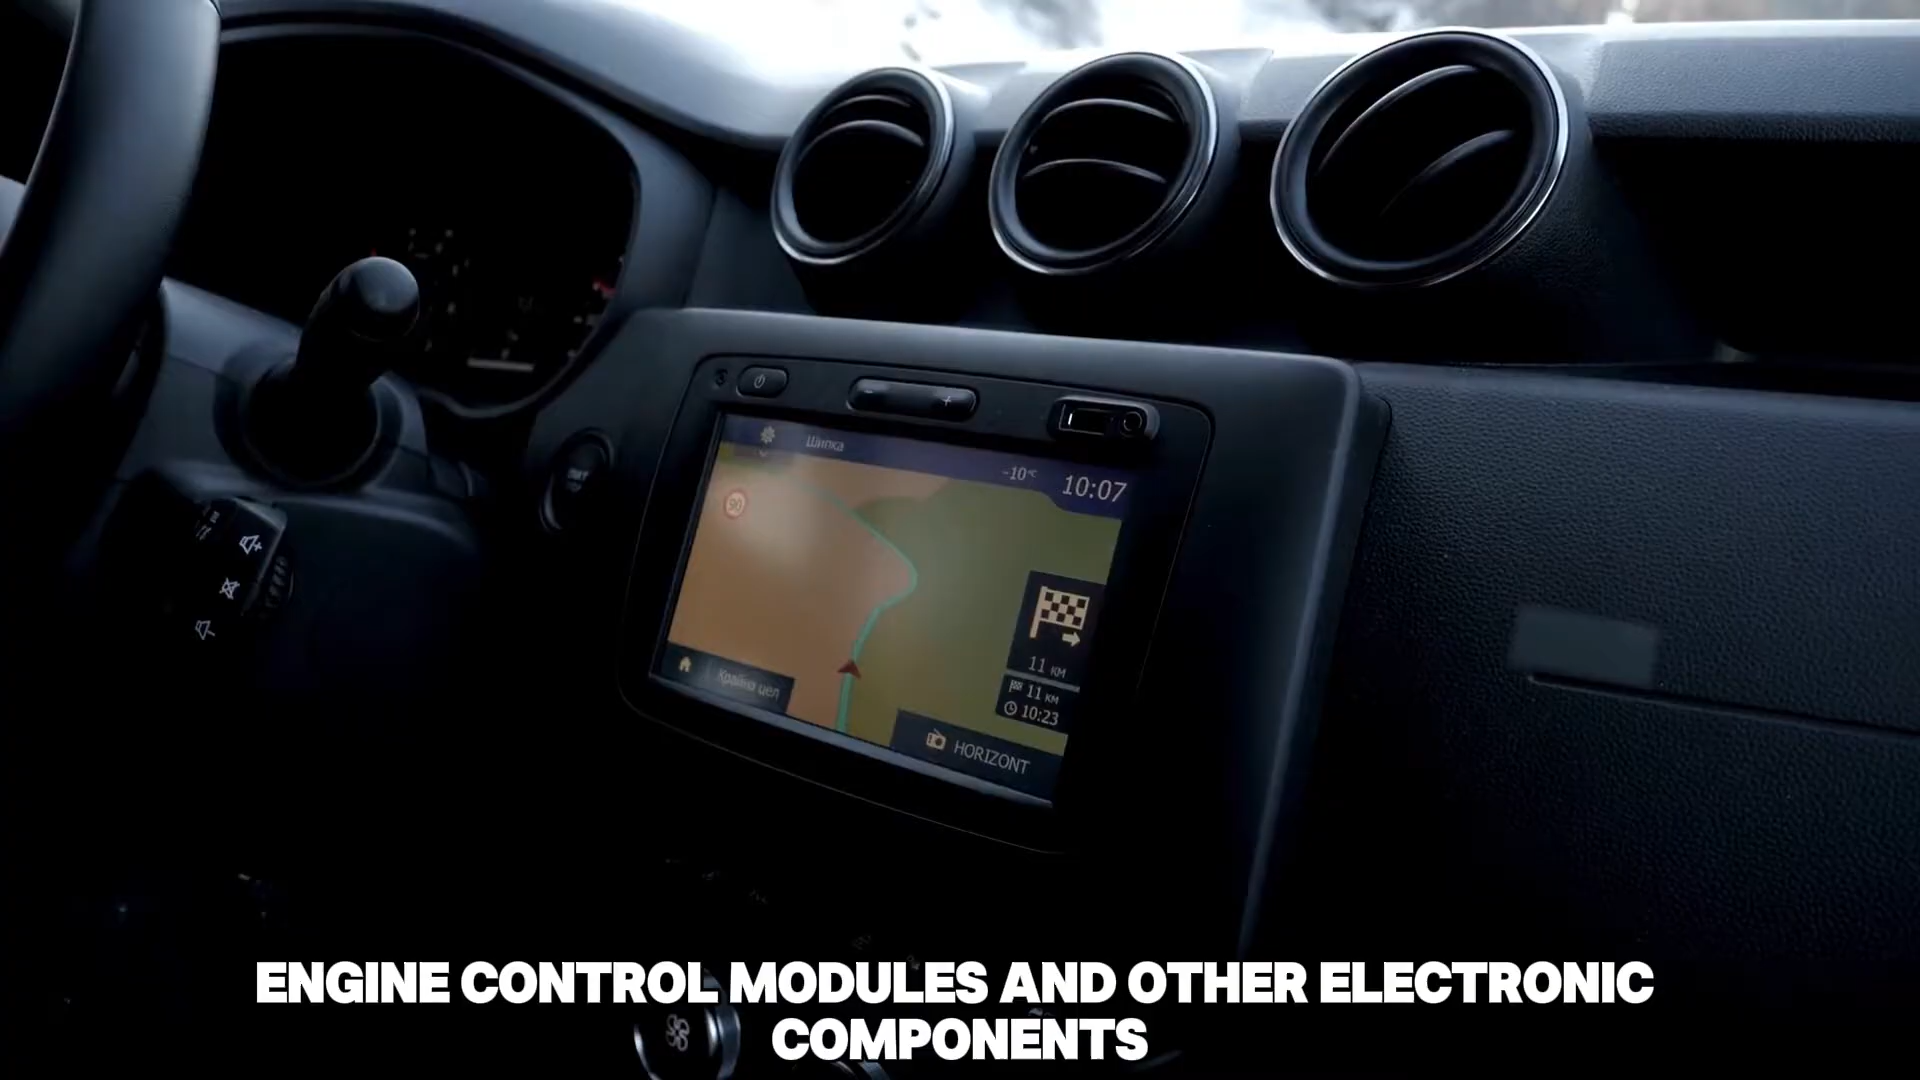 Шипка
-10°C
10:07
90
START
11 км
11 км
10:23
Крайна цел
HORIZONT
ENGINE CONTROL MODULES AND OTHER ELECTRONIC
COMPONENTS